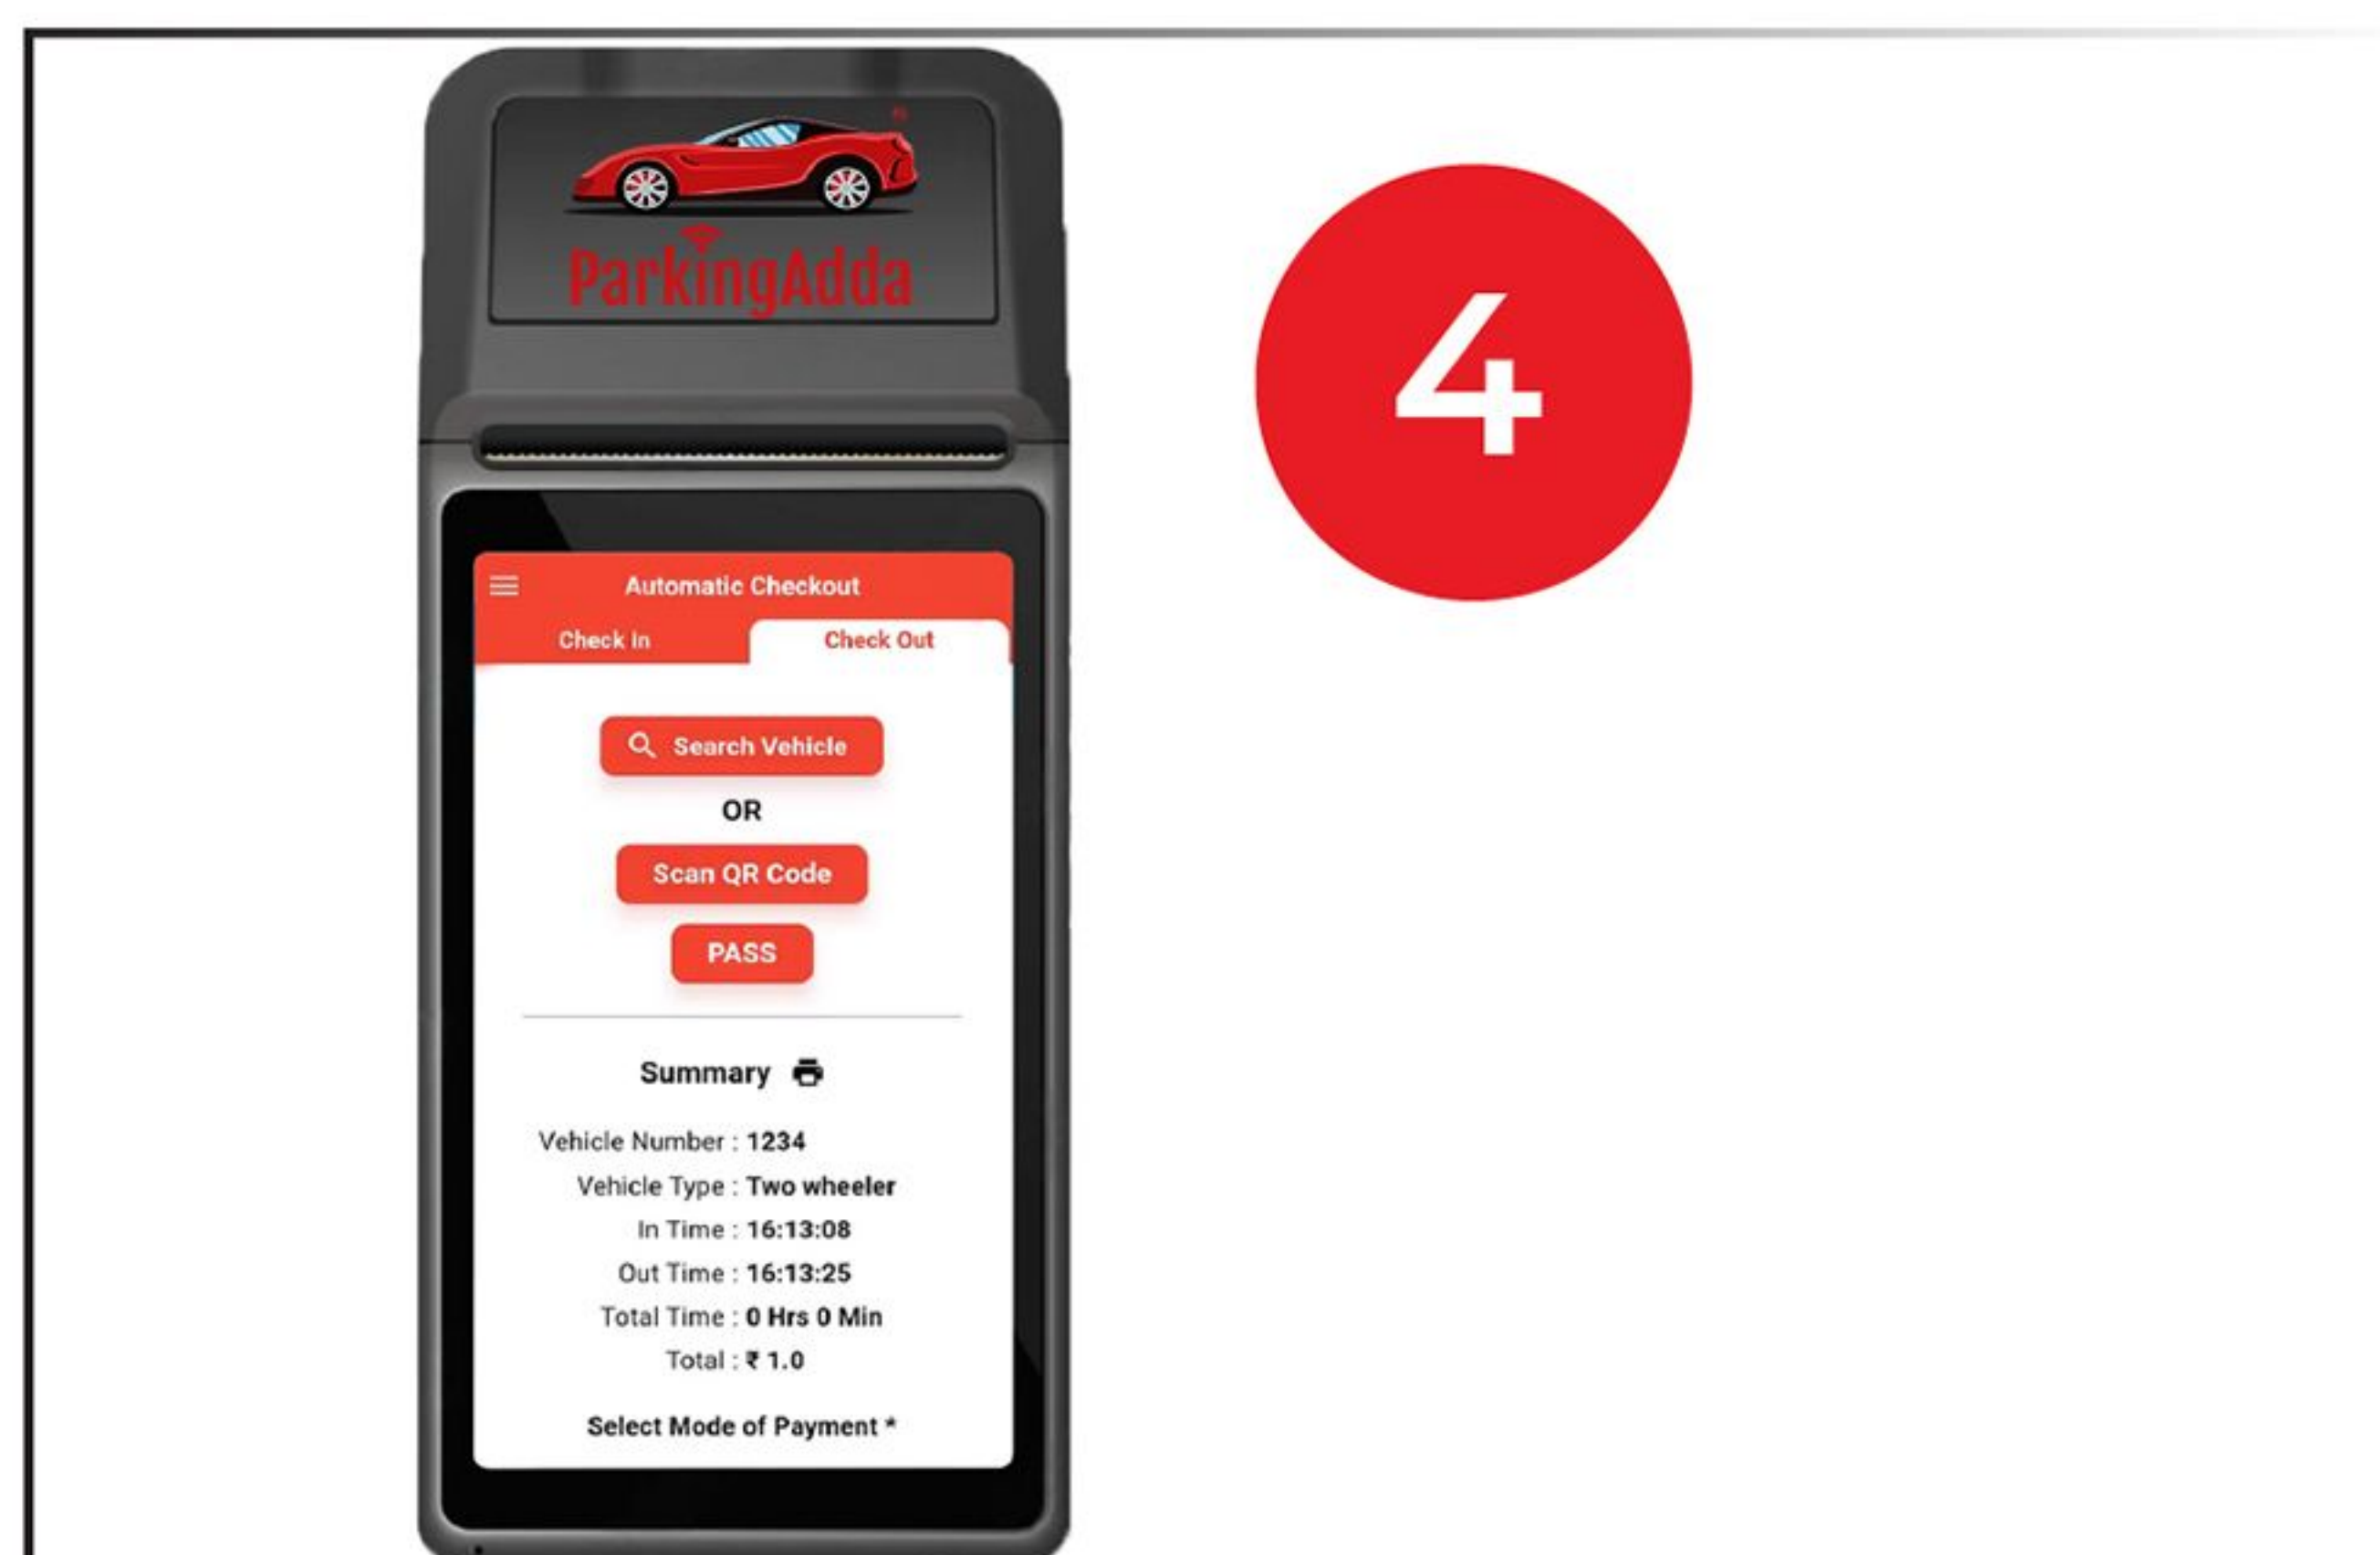 ParkingAdda
4
Automatic Checkout
Check In
Check Out
Search Vehicle
OR
Scan QR Code
PASS
Summary
Vehicle Number : 1234
Vehicle Type : Two wheeler
In Time : 16:13:08
Out Time : 16:13:25
Total Time : 0 Hrs 0 Min
Total : ₹ 1.0
Select Mode of Payment *